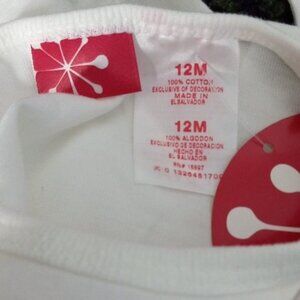 12M
100% COTTON
EXCLUSIVE OF DECORATION
MADE IN
EL SALVADOR
12M
100% ALGODON
EXCLUSIVO DE DECORACION
HECHO EN
EL SALVADOR
RN#